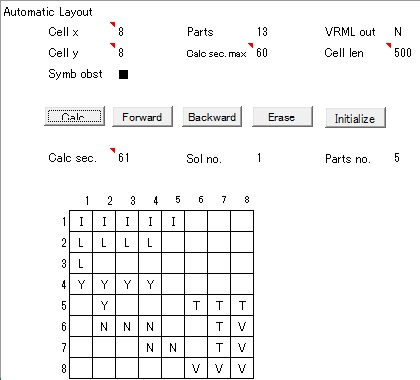 Automatic Layout
Cell x 8 Parts 13 VRML out N
Cell y 8 Calc sec. max 60 Cell len 500
Symb obst ■
Calc Forward Backward Erase Initialize
Calc sec. 61 Sol no. 1 Parts no. 5
1 2 3 4 5 6 7 8
1 I I I I I
2 L L L L
3 L
4 Y Y Y Y
5 Y T T T
6 N N N T V
7 N N T V
8 V V V